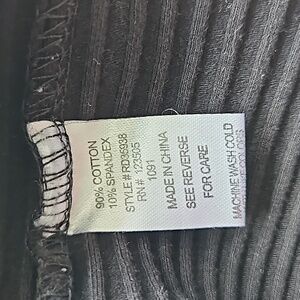 90% COTTON
10% SPANDEX
STYLE # RD35938
RN # 123505
1091
MADE IN CHINA
SEE REVERSE
FOR CARE
MACHINE WASH COLD